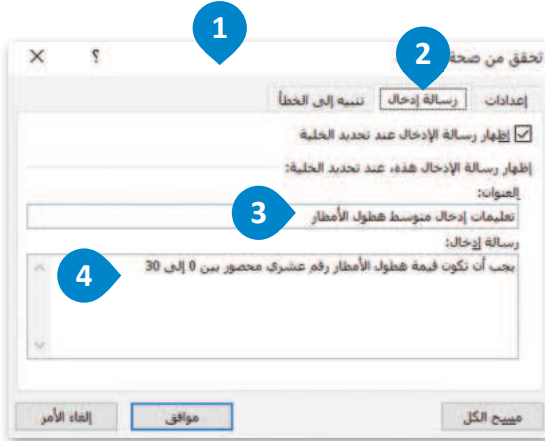 1
تحقق من صحة
2
؟
إعدادات رسالة إدخال تنبيه إلى الخطأ
إظهار رسالة الإدخال عند تحديد الخلية
إظهار رسالة الإدخال هذه، عند تحديد الخلية:
العنوان:
تعليمات إدخال متوسط هطول الأمطار
3
رسالة إدخال:
يجب أن تكون قيمة هطول الأمطار رقم عشري محصور بين 0 إلى 30
4
مسح الكل موافق إلغاء الأمر